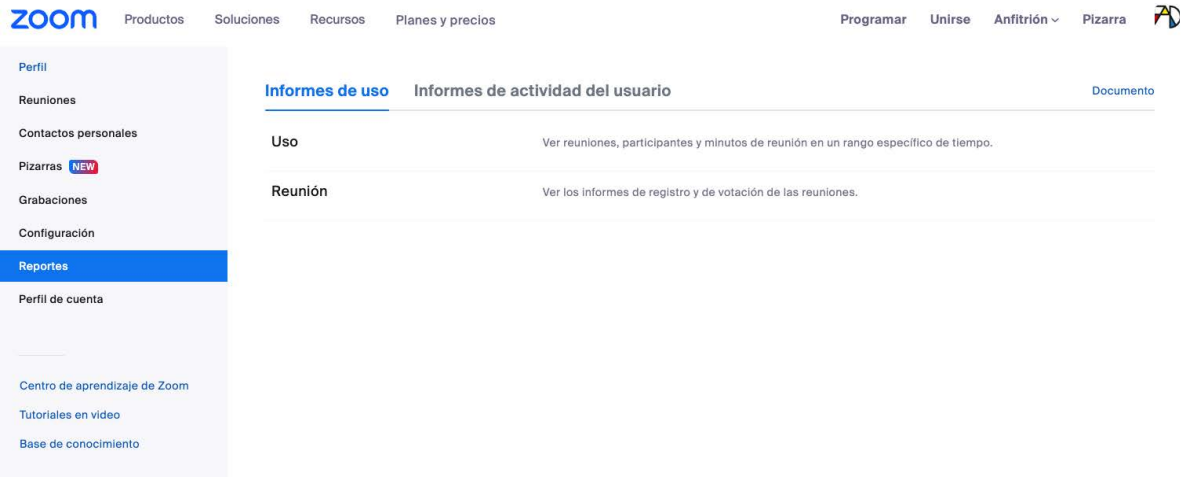 zoom Productos Soluciones Recursos Planes y precios Programar Unirse Anfitrión Pizarra
Perfil
Reuniones
Contactos personales
Pizarras NEW
Grabaciones
Configuración
Reportes
Perfil de cuenta
Centro de aprendizaje de Zoom
Tutoriales en video
Base de conocimiento
Informes de uso Informes de actividad del usuario Documento
Uso Ver reuniones, participantes y minutos de reunión en un rango específico de tiempo.
Reunión Ver los informes de registro y de votación de las reuniones.